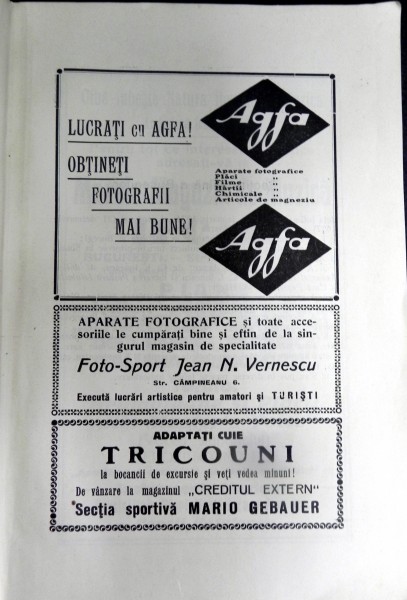 Agfa
LUCRAȚI cu AGFA!
OBȚINEȚI
FOTOGRAFII
MAI BUNE!
Aparate fotografice
Plăci „
Filme „
Hârtii „
Chimicale „
Articole de magneziu
Agfa
APARATE FOTOGRAFICE și toate acce-
soriile le cumpărați bine și eftin de la sin-
gurul magasin de specialitate
Foto-Sport Jean N. Vernescu
Str. CÂMPINEANU 6.
Execută lucrări artistice pentru amatori și TURIȘTI
ADAPTAȚI CUIE
TRICOUNI
la bocancii de excursie și veți vedea minuni!
De vânzare la magazinul „CREDITUL EXTERN"
Secția sportivă MARIO GEBAUER